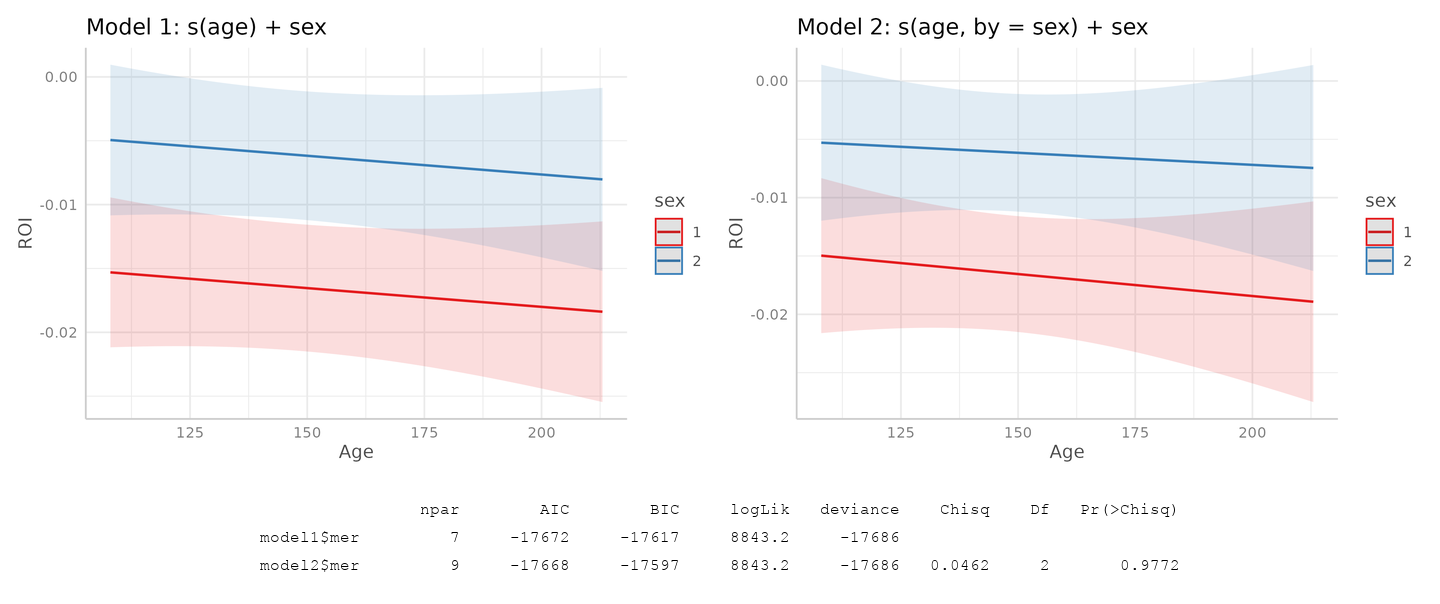 Model 1: s(age) + sex
0.00
-0.01
-0.02
ROI
125 150 175 200
Age
sex
1
2
Model 2: s(age, by = sex) + sex
0.00
-0.01
-0.02
ROI
125 150 175 200
Age
sex
1
2
npar AIC BIC logLik deviance Chisq Df Pr(>Chisq)
model1$mer 7 -17672 -17617 8843.2 -17686
model2$mer 9 -17668 -17597 8843.2 -17686 0.0462 2 0.9772